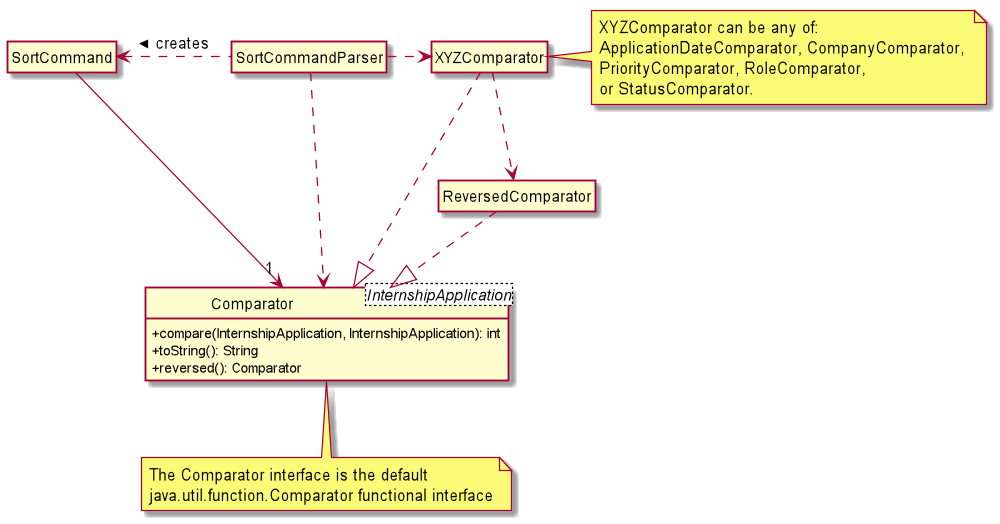 XYZComparator can be any of:
ApplicationDateComparator, CompanyComparator,
PriorityComparator, RoleComparator,
or StatusComparator.
◄ creates
SortCommand
SortCommandParser
XYZComparator
ReversedComparator
1
Comparator
InternshipApplication
+compare(InternshipApplication, InternshipApplication): int
+toString(): String
+reversed(): Comparator
The Comparator interface is the default
java.util.function.Comparator functional interface